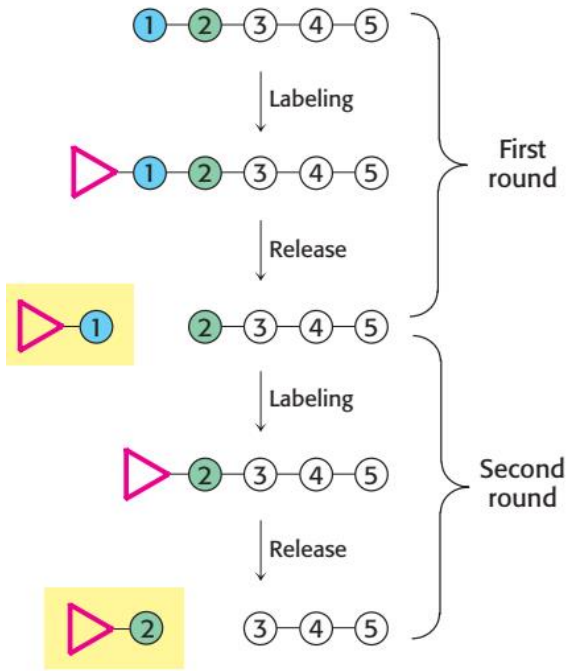 1 2 3 4 5
Labeling
1 2 3 4 5
First
round
Release
1 2 3 4 5
Labeling
2 3 4 5
Second
round
Release
2 3 4 5